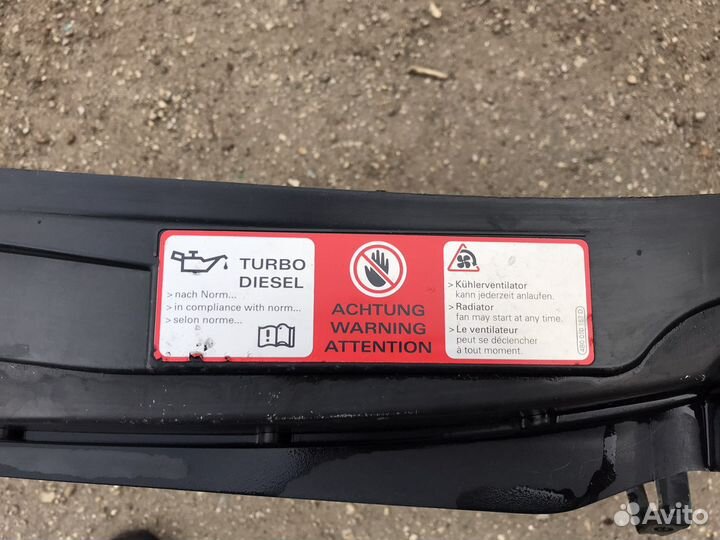 TURBO
DIESEL
> nach Norm...
> in compliance with norm...
> selon norme...
ACHTUNG
WARNING
ATTENTION
> Kühlerventilator
kann jederzeit anlaufen.
> Radiator
fan may start at any time.
> Le ventilateur
peut se déclencher
à tout moment.
Avito